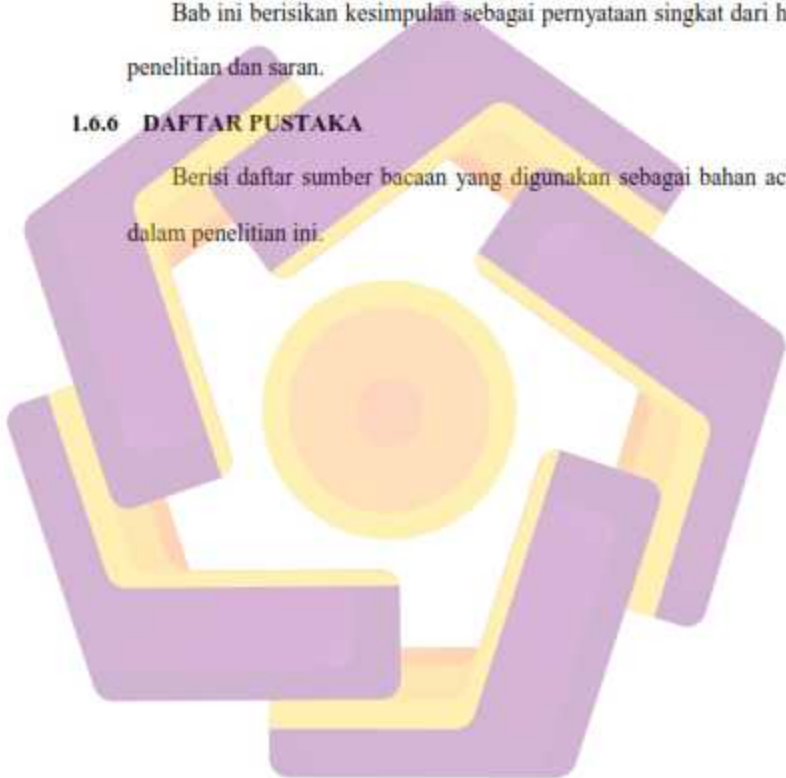 Bab ini berisikan kesimpulan sebagai pernyataan singkat dari h
penelitian dan saran.
1.6.6 DAFTAR PUSTAKA
Berisi daftar sumber bacaan yang digunakan sebagai bahan ac
dalam penelitian ini.